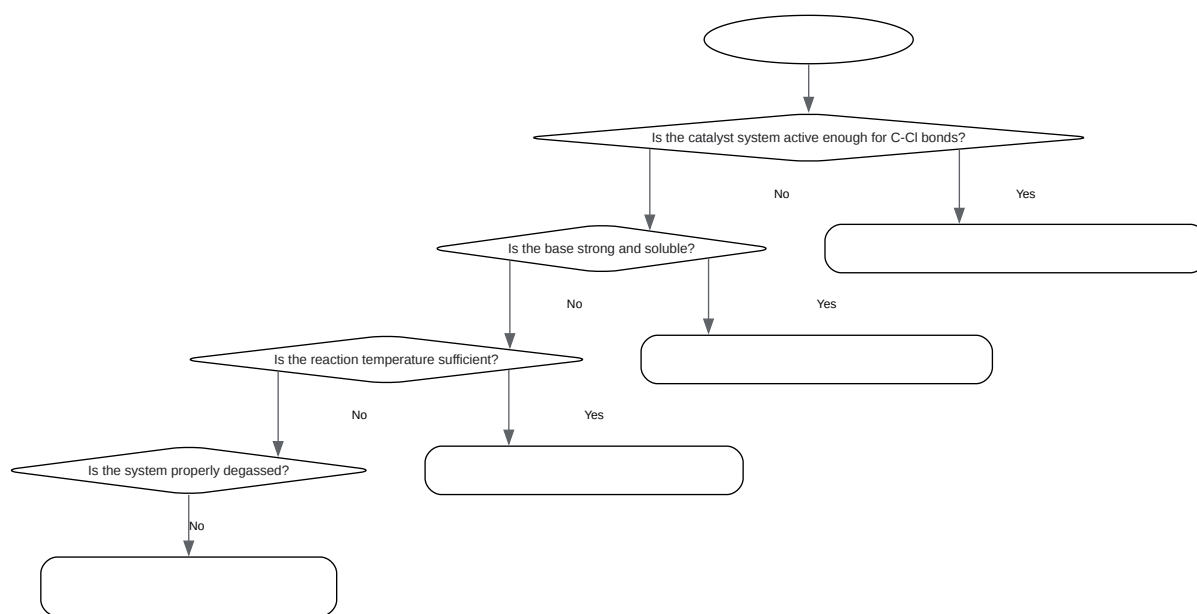 Is the catalyst system active enough for C-Cl bonds?
No
Yes
Is the base strong and soluble?
No
Yes
Is the reaction temperature sufficient?
No
Yes
Is the system properly degassed?
No